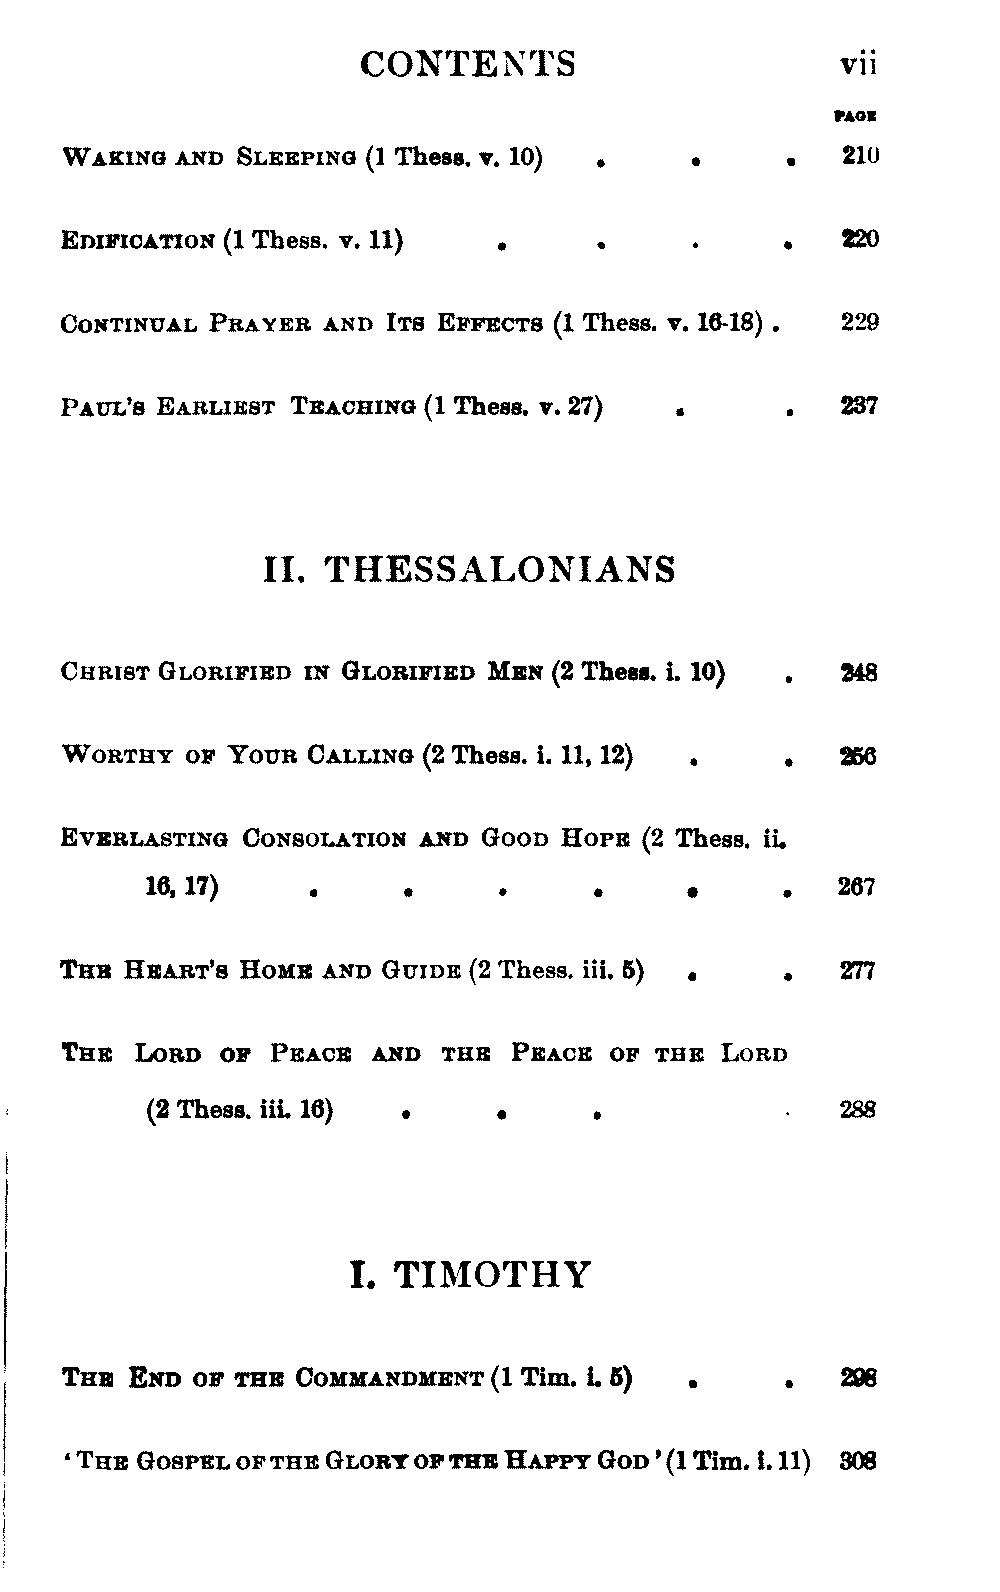 CONTENTS vii
PAGE
WAKING AND SLEEPING (1 Thess. v. 10) . . . 210
EDIFICATION (1 Thess. v. 11) . . . . 220
CONTINUAL PRAYER AND ITS EFFECTS (1 Thess. v. 16-18) . 229
PAUL'S EARLIEST TEACHING (1 Thess. v. 27) . . 237
II. THESSALONIANS
CHRIST GLORIFIED IN GLORIFIED MEN (2 Thess. i. 10) . 248
WORTHY OF YOUR CALLING (2 Thess. i. 11, 12) . . 256
EVERLASTING CONSOLATION AND GOOD HOPE (2 Thess. ii.
16, 17) . . . . . . 267
THE HEART'S HOME AND GUIDE (2 Thess. iii. 5) . . 277
THE LORD OF PEACE AND THE PEACE OF THE LORD
(2 Thess. iii. 16) . . . . 288
I. TIMOTHY
THE END OF THE COMMANDMENT (1 Tim. i. 5) . . 298
'THE GOSPEL OF THE GLORY OF THE HAPPY GOD' (1 Tim. i. 11) 308